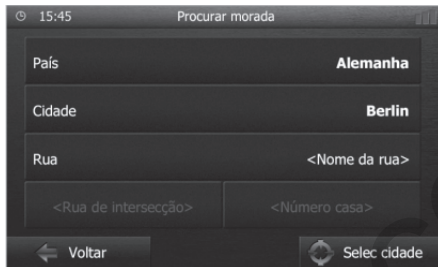 15:45 Procurar morada
País Alemanha
Cidade Berlin
Rua <Nome da rua>
<Rua de intersecção> <Número casa>
Voltar Selec cidade